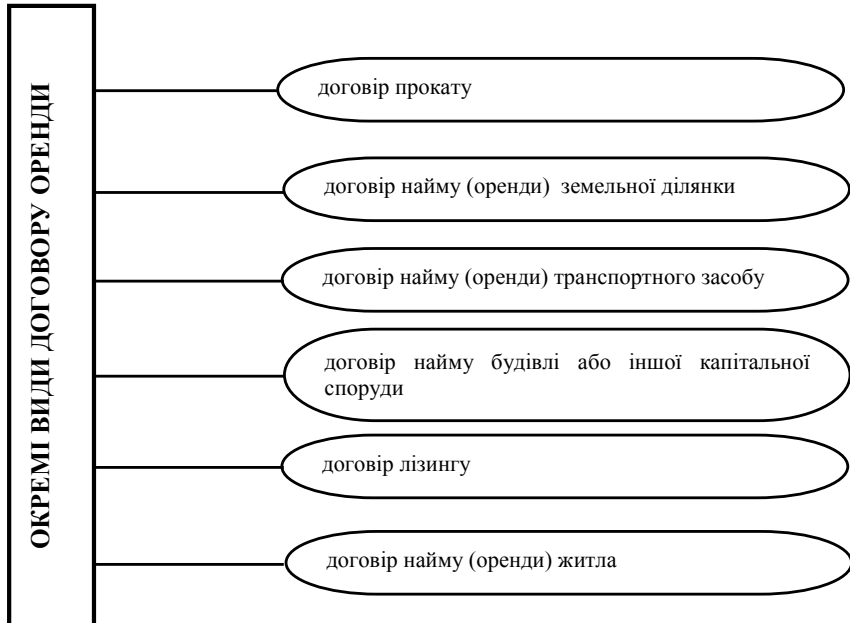 ОКРЕМІ ВИДИ ДОГОВОРУ ОРЕНДИ
договір прокату
договір найму (оренди) земельної ділянки
договір найму (оренди) транспортного засобу
договір найму будівлі або іншої капітальної
споруди
договір лізингу
договір найму (оренди) житла